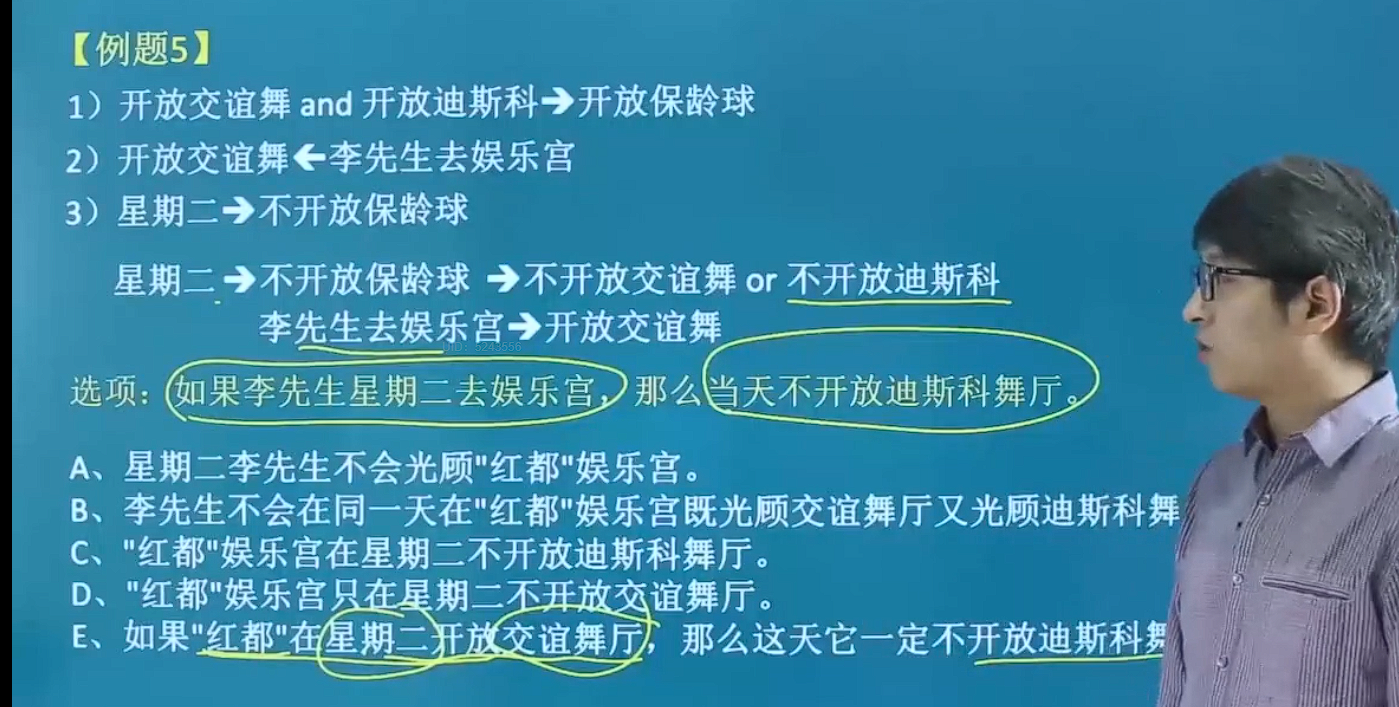 【例题5】
1）开放交谊舞 and 开放迪斯科→开放保龄球
2）开放交谊舞←李先生去娱乐宫
3）星期二→不开放保龄球
星期二→不开放保龄球 →不开放交谊舞 or 不开放迪斯科
李先生去娱乐宫→开放交谊舞
UID: 5243556
选项：如果李先生星期二去娱乐宫，那么当天不开放迪斯科舞厅。
A、星期二李先生不会光顾"红都"娱乐宫。
B、李先生不会在同一天在"红都"娱乐宫既光顾交谊舞厅又光顾迪斯科舞
C、"红都"娱乐宫在星期二不开放迪斯科舞厅。
D、"红都"娱乐宫只在星期二不开放交谊舞厅。
E、如果"红都"在星期二开放交谊舞厅，那么这天它一定不开放迪斯科舞